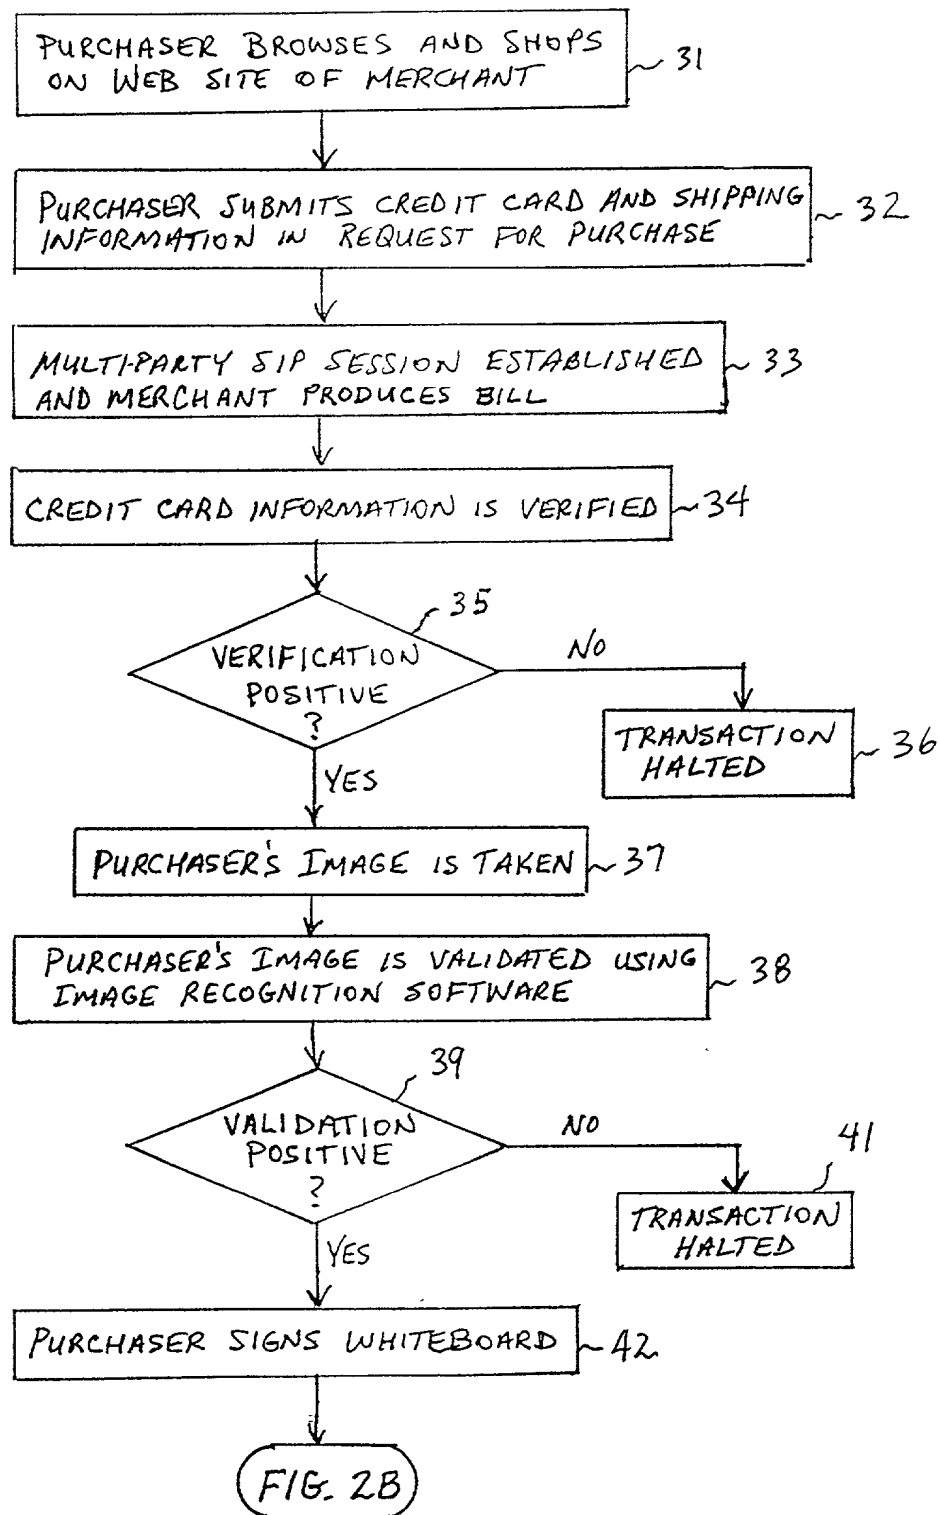 PURCHASER BROWSES AND SHOPS
ON WEB SITE OF MERCHANT
31
PURCHASER SUBMITS CREDIT CARD AND SHIPPING
INFORMATION IN REQUEST FOR PURCHASE
32
MULTI-PARTY SIP SESSION ESTABLISHED
AND MERCHANT PRODUCES BILL
33
CREDIT CARD INFORMATION IS VERIFIED
34
35
VERIFICATION
POSITIVE
?
NO
TRANSACTION
HALTED
36
YES
PURCHASER'S IMAGE IS TAKEN
37
PURCHASER'S IMAGE IS VALIDATED USING
IMAGE RECOGNITION SOFTWARE
38
39
VALIDATION
POSITIVE
?
NO
41
TRANSACTION
HALTED
YES
PURCHASER SIGNS WHITEBOARD
42
FIG. 2B